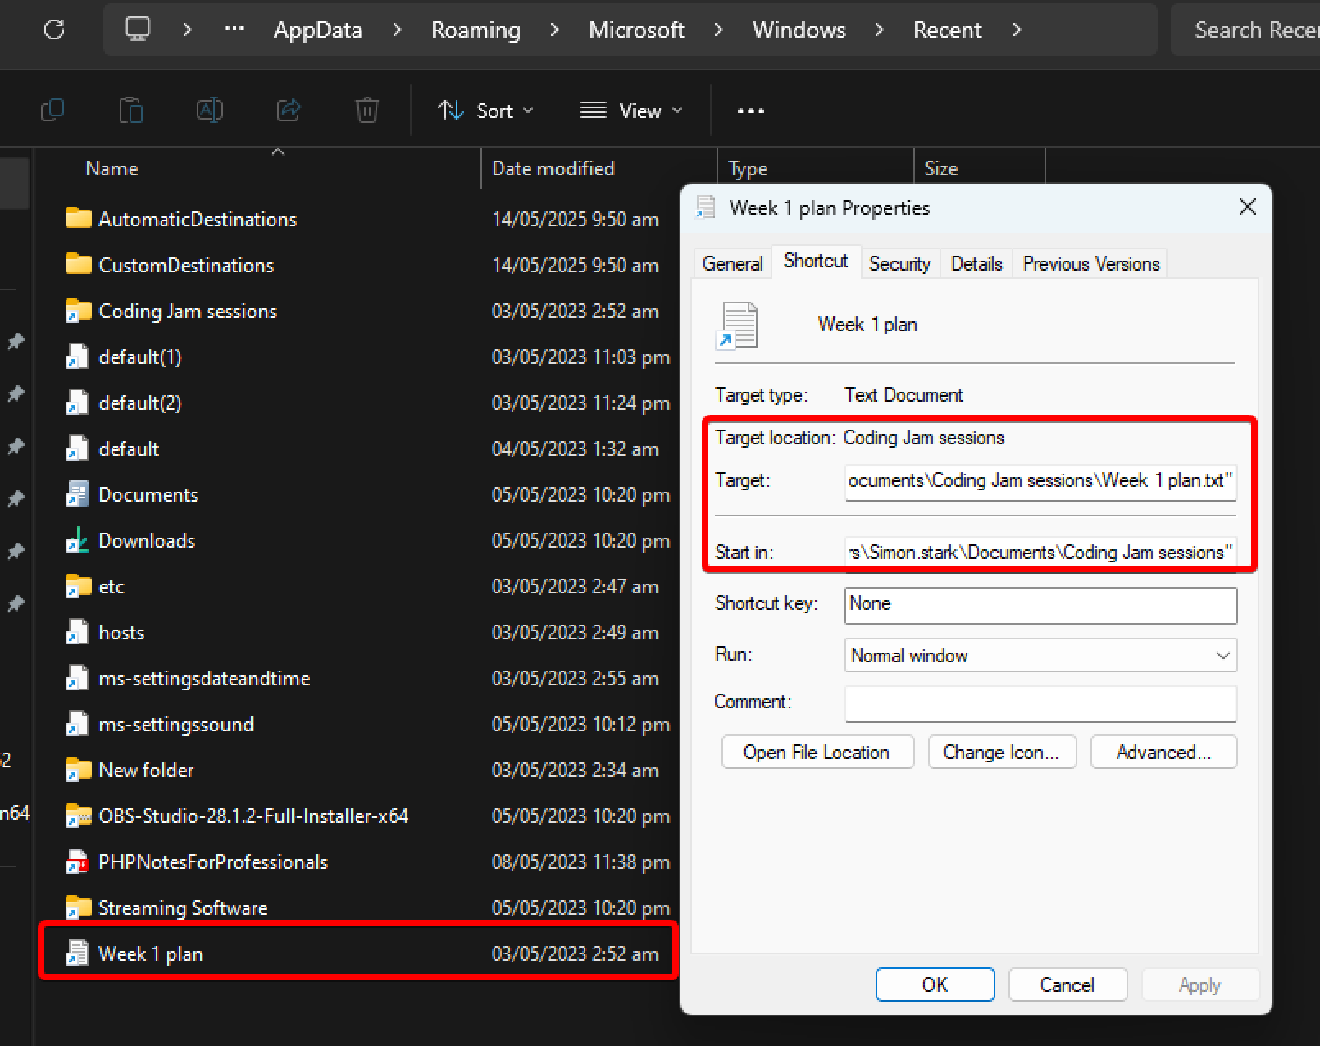 ··· AppData > Roaming > Microsoft > Windows > Recent >
Search Rece
Sort View ···
Name Date modified Type Size
AutomaticDestinations 14/05/2025 9:50 am
CustomDestinations 14/05/2025 9:50 am
Coding Jam sessions 03/05/2023 2:52 am
default(1) 03/05/2023 11:03 pm
default(2) 03/05/2023 11:24 pm
default 04/05/2023 1:32 am
Documents 05/05/2023 10:20 pm
Downloads 05/05/2023 10:20 pm
etc 03/05/2023 2:47 am
hosts 03/05/2023 2:49 am
ms-settingsdateandtime 03/05/2023 2:55 am
ms-settingssound 05/05/2023 10:12 pm
New folder 03/05/2023 2:34 am
OBS-Studio-28.1.2-Full-Installer-x64 05/05/2023 10:20 pm
PHPNotesForProfessionals 08/05/2023 11:38 pm
Streaming Software 05/05/2023 10:20 pm
Week 1 plan 03/05/2023 2:52 am
2
n64
Week 1 plan Properties
General Shortcut Security Details Previous Versions
Week 1 plan
Target type: Text Document
Target location: Coding Jam sessions
Target: ocuments\Coding Jam sessions\Week 1 plan.txt"
Start in: rs\Simon.stark\Documents\Coding Jam sessions"
Shortcut key: None
Run: Normal window
Comment:
Open File Location Change Icon... Advanced...
OK Cancel Apply